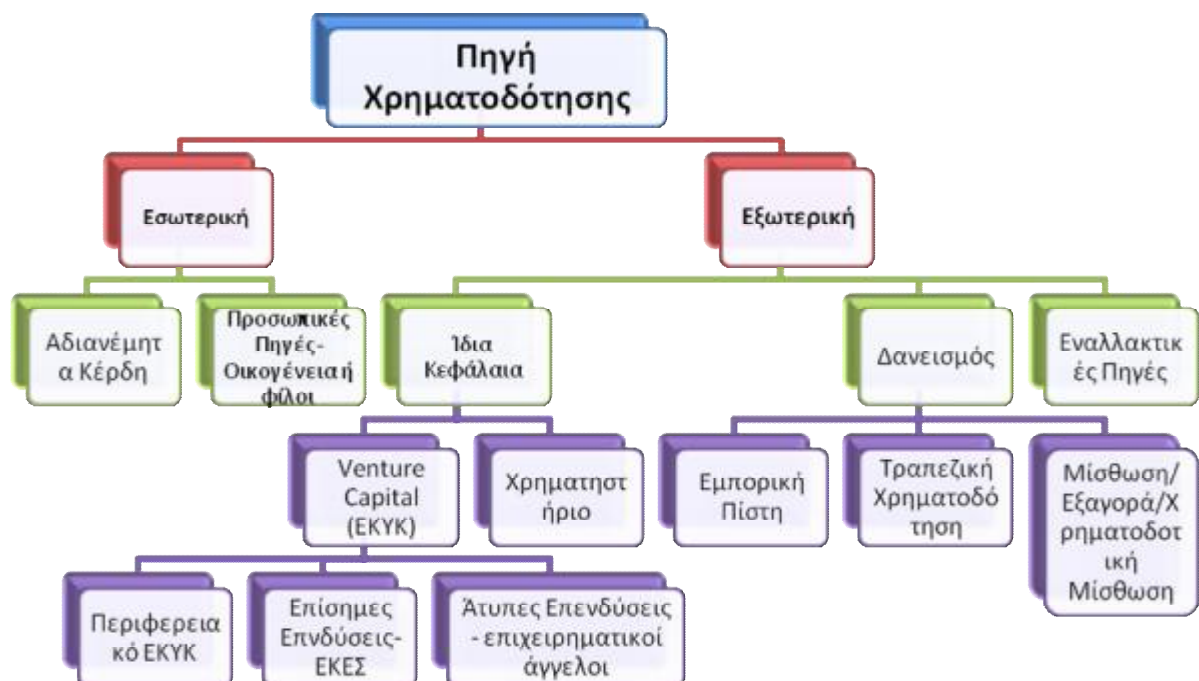 Πηγή
Χρηματοδότησης
Εσωτερική
Εξωτερική
Αδιανέμητ
α Κέρδη
Προσωπικές
Πηγές-
Οικογένεια ή
φίλοι
Ίδια
Κεφάλαια
Δανεισμός
Εναλλακτικ
ές Πηγές
Venture
Capital
(ΕΚΥΚ)
Χρηματηστ
ήριο
Εμπορική
Πίστη
Τραπεζική
Χρηματοδό
τηση
Μίσθωση/
Εξαγορά/Χ
ρηματοδοτ
ική
Μίσθωση
Περιφερεια
κό ΕΚΥΚ
Επίσημες
Επνδύσεις-
ΕΚΕΣ
Άτυπες Επενδύσεις
- επιχειρηματικοί
άγγελοι